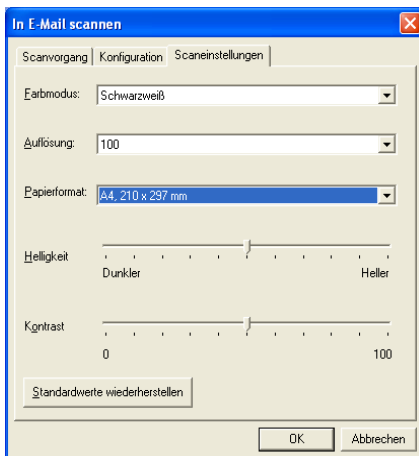 In E-Mail scannen
Scanvorgang Konfiguration Scaneinstellungen
Farbmodus: Schwarzweiß
Auflösung: 100
Papierformat: A4, 210 x 297 mm
Helligkeit
Dunkler Heller
Kontrast
0 100
Standardwerte wiederherstellen
OK Abbrechen